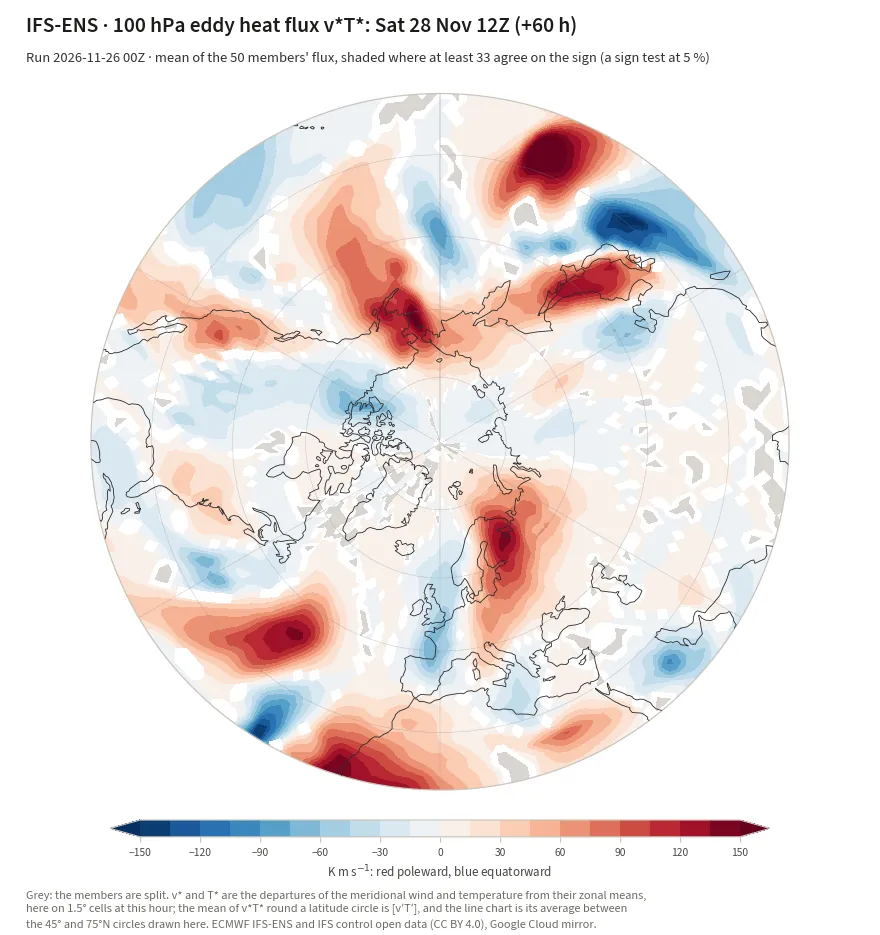 IFS-ENS · 100 hPa eddy heat flux v*T*: Sat 28 Nov 12Z (+60 h)
Run 2026-11-26 00Z · mean of the 50 members' flux, shaded where at least 33 agree on the sign (a sign test at 5 %)
−150 −120 −90 −60 −30 0 30 60 90 120 150
K m s⁻¹: red poleward, blue equatorward
Grey: the members are split. v* and T* are the departures of the meridional wind and temperature from their zonal means,
here on 1.5° cells at this hour; the mean of v*T* round a latitude circle is [v′T′], and the line chart is its average between
the 45° and 75°N circles drawn here. ECMWF IFS-ENS and IFS control open data (CC BY 4.0), Google Cloud mirror.